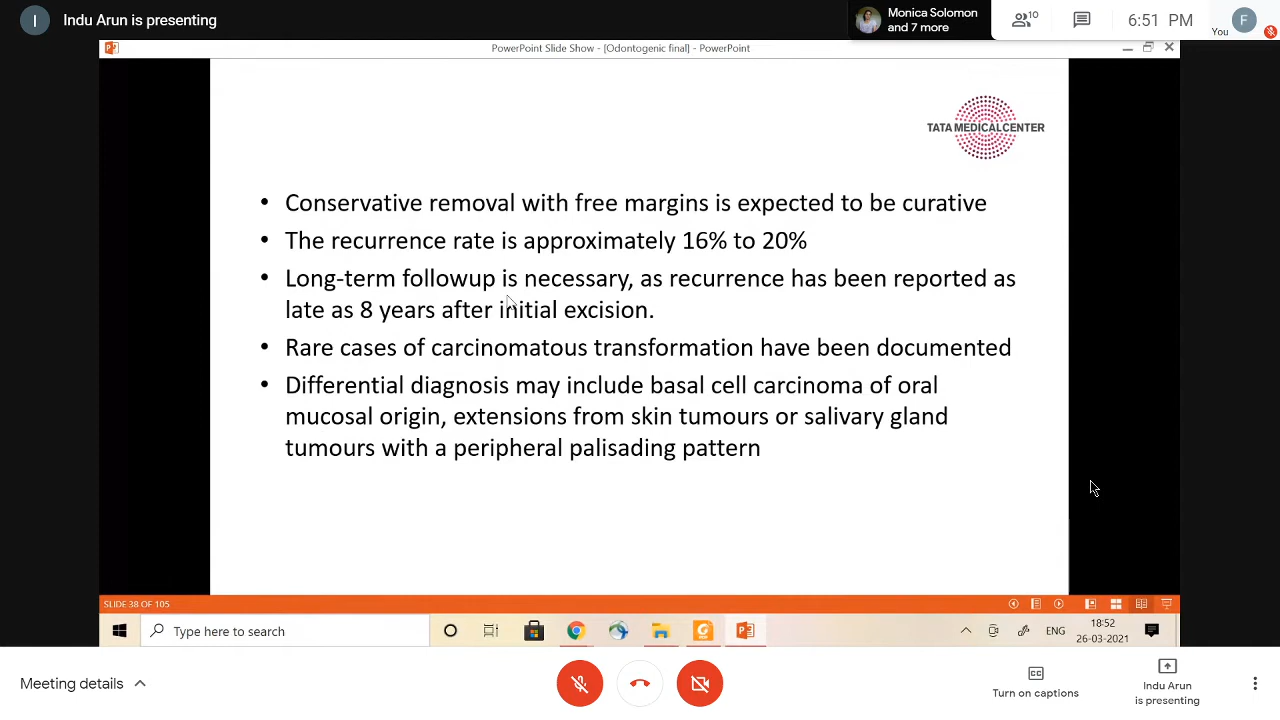 I
Indu Arun is presenting
Monica Solomon
and 7 more
10
6:51 PM
F
You
PowerPoint Slide Show - [Odontogenic final] - PowerPoint
TATA MEDICAL CENTER
• Conservative removal with free margins is expected to be curative
• The recurrence rate is approximately 16% to 20%
• Long-term followup is necessary, as recurrence has been reported as
late as 8 years after initial excision.
• Rare cases of carcinomatous transformation have been documented
• Differential diagnosis may include basal cell carcinoma of oral
mucosal origin, extensions from skin tumours or salivary gland
tumours with a peripheral palisading pattern
SLIDE 38 OF 105
Type here to search
ENG
18:52
26-03-2021
Meeting details
Turn on captions
Indu Arun
is presenting